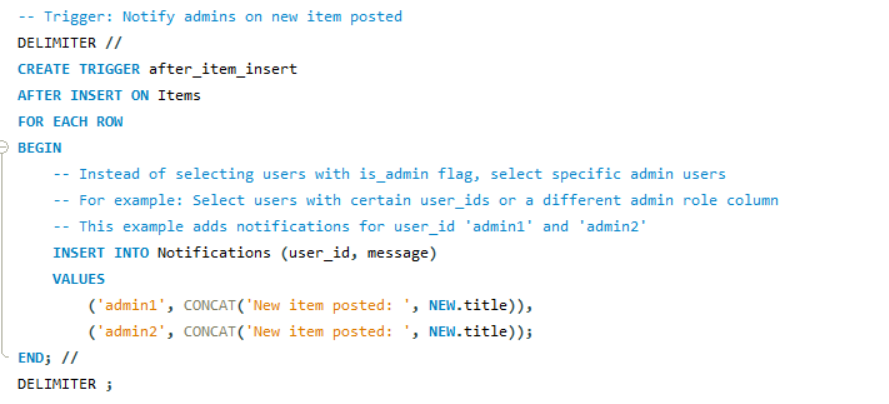 -- Trigger: Notify admins on new item posted
DELIMITER //
CREATE TRIGGER after_item_insert
AFTER INSERT ON Items
FOR EACH ROW
BEGIN
    -- Instead of selecting users with is_admin flag, select specific admin users
    -- For example: Select users with certain user_ids or a different admin role column
    -- This example adds notifications for user_id 'admin1' and 'admin2'
    INSERT INTO Notifications (user_id, message)
    VALUES
        ('admin1', CONCAT('New item posted: ', NEW.title)),
        ('admin2', CONCAT('New item posted: ', NEW.title));
END; //
DELIMITER ;